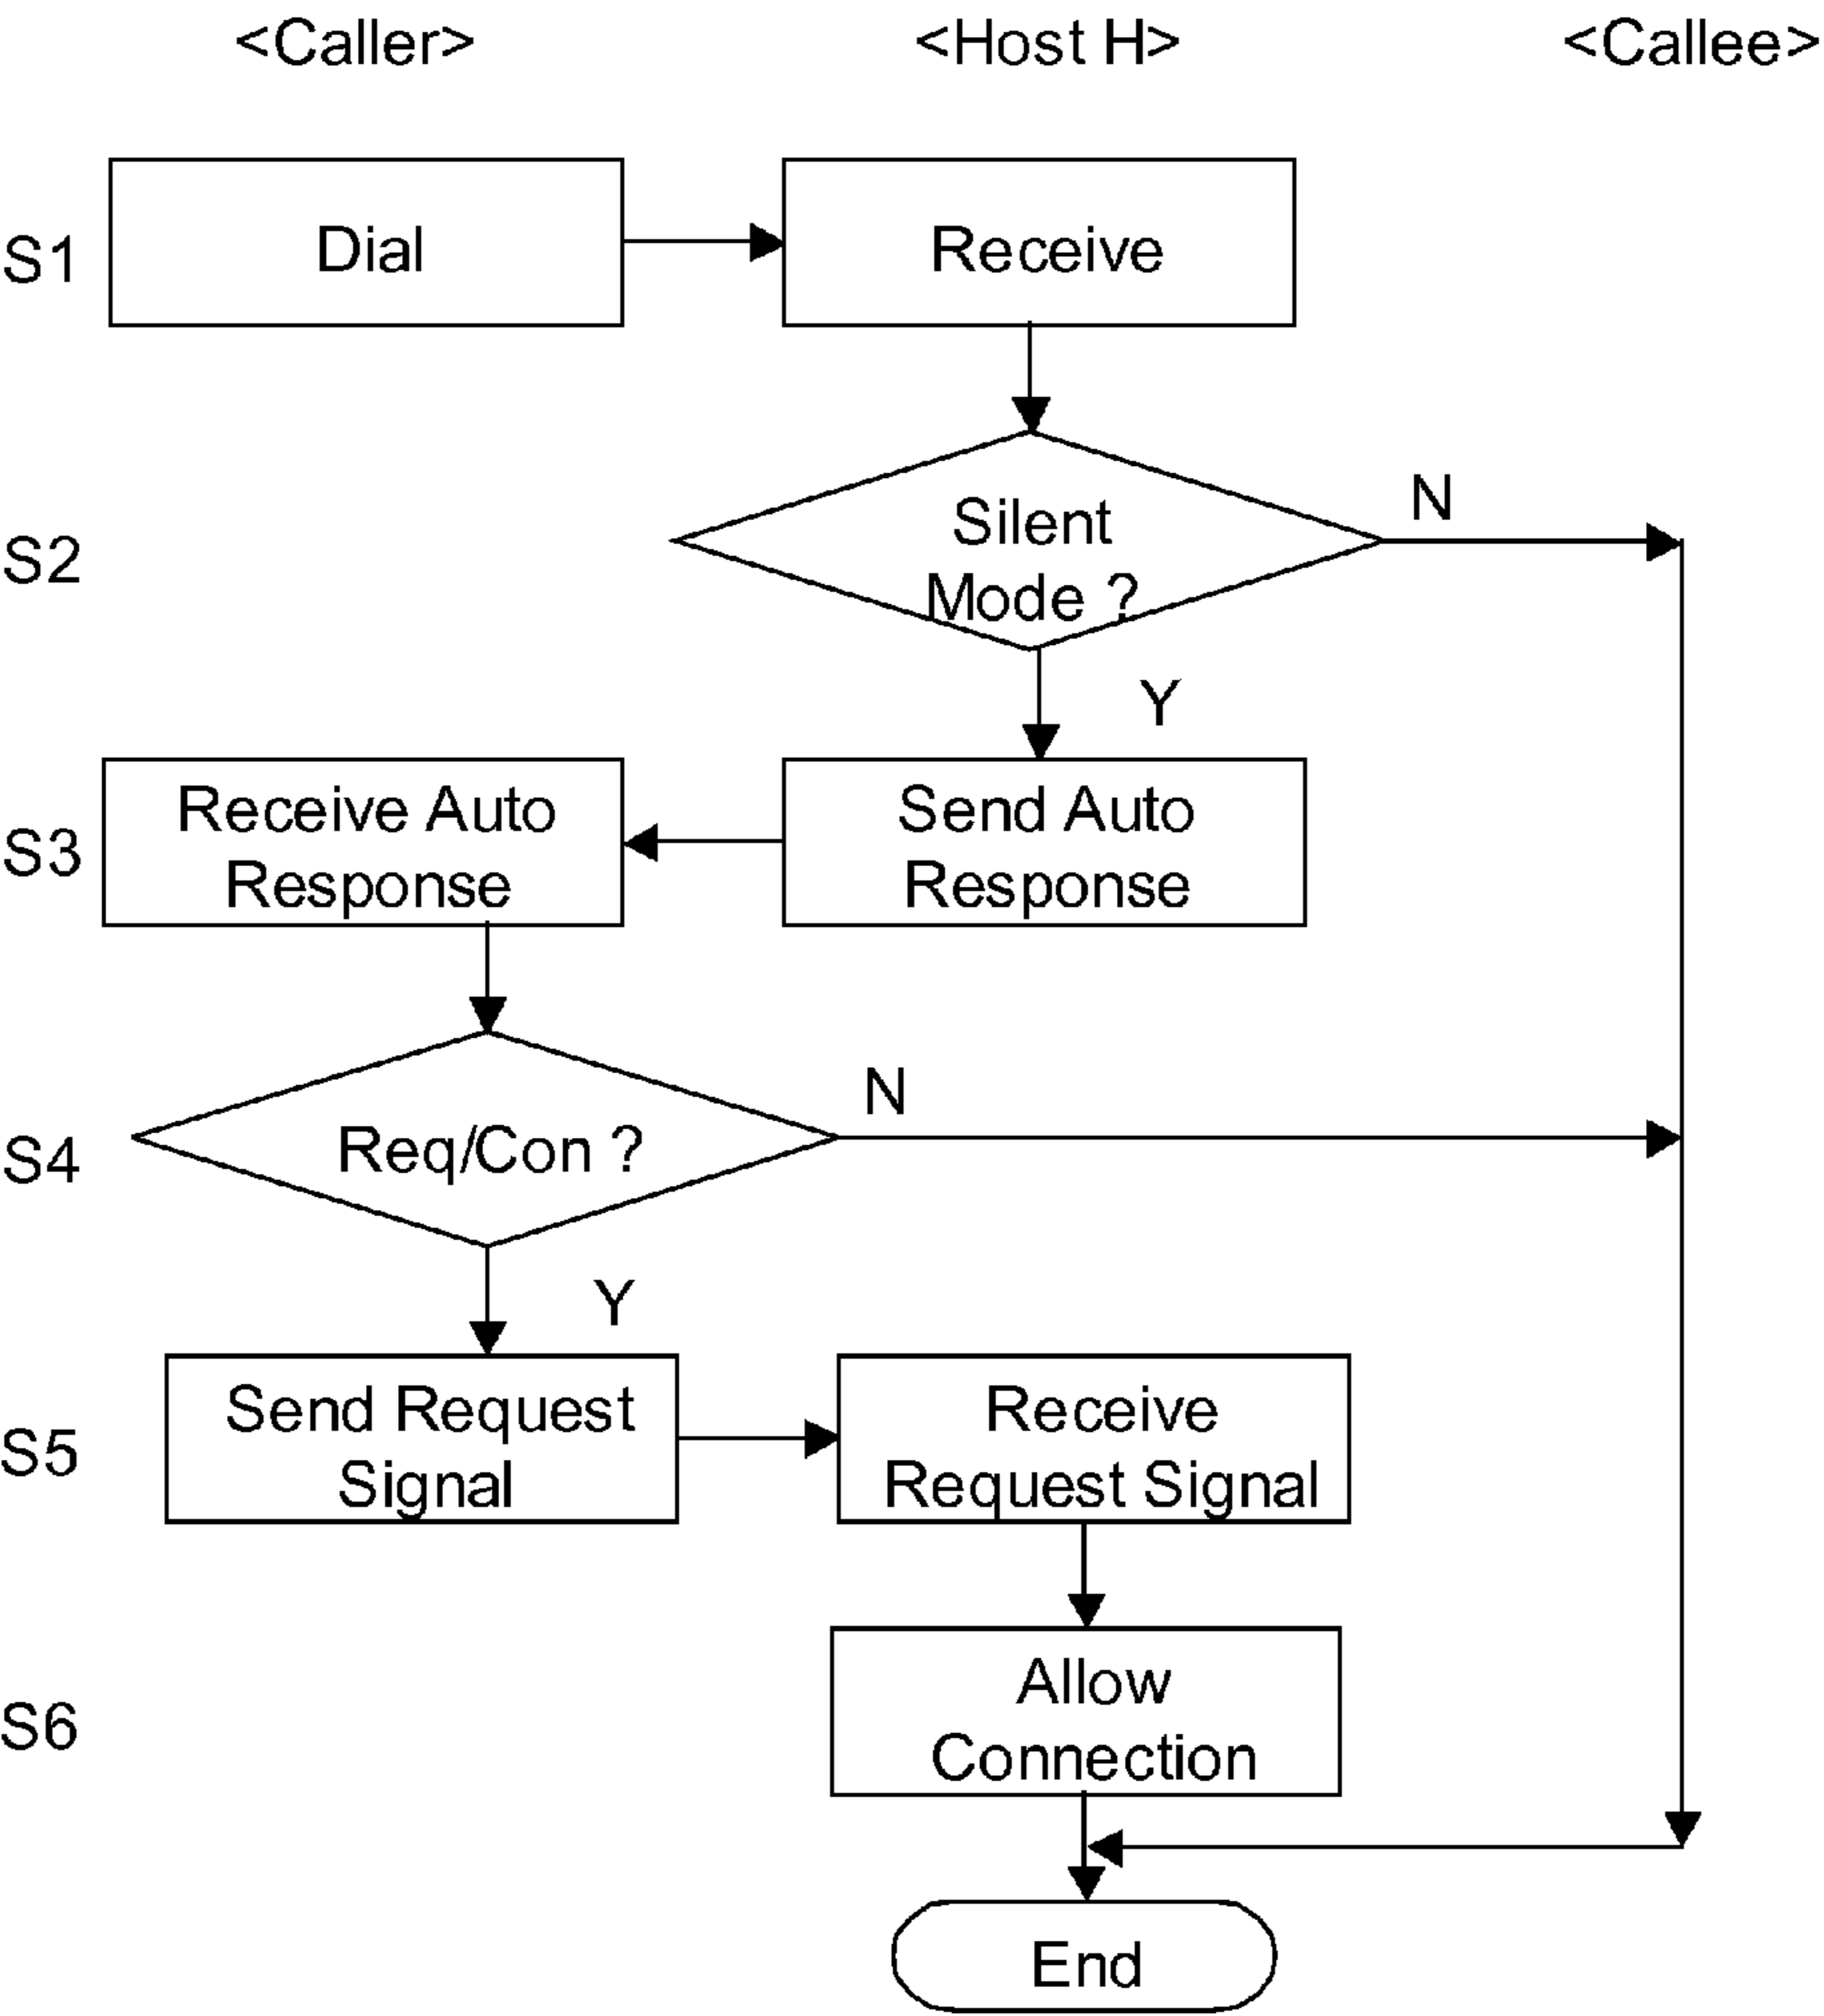 <Caller> <Host H> <Callee>
S1 Dial Receive
S2 Silent
Mode ?
N
Y
S3 Receive Auto
Response
Send Auto
Response
S4 Req/Con ?
N
Y
S5 Send Request
Signal
Receive
Request Signal
S6 Allow
Connection
End